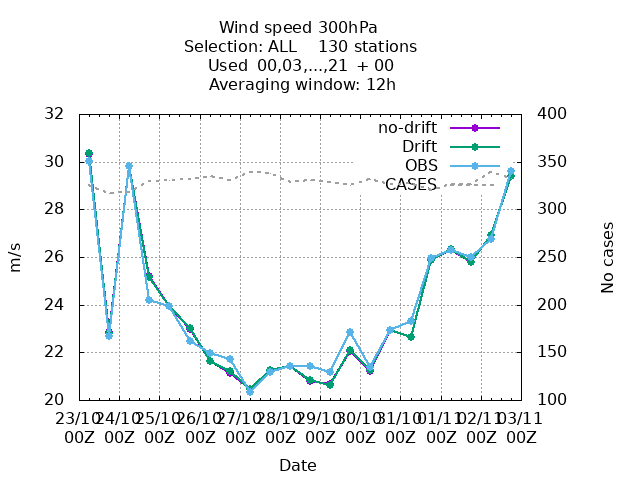 Wind speed 300hPa
Selection: ALL    130 stations
Used  00,03,...,21  + 00
Averaging window: 12h
32
30
28
26
24
22
20
m/s
400
350
300
250
200
150
100
No cases
no-drift
Drift
OBS
CASES
23/10 24/10 25/10 26/10 27/10 28/10 29/10 30/10 31/10 01/11 02/11 03/11
00Z 00Z 00Z 00Z 00Z 00Z 00Z 00Z 00Z 00Z 00Z 00Z
Date